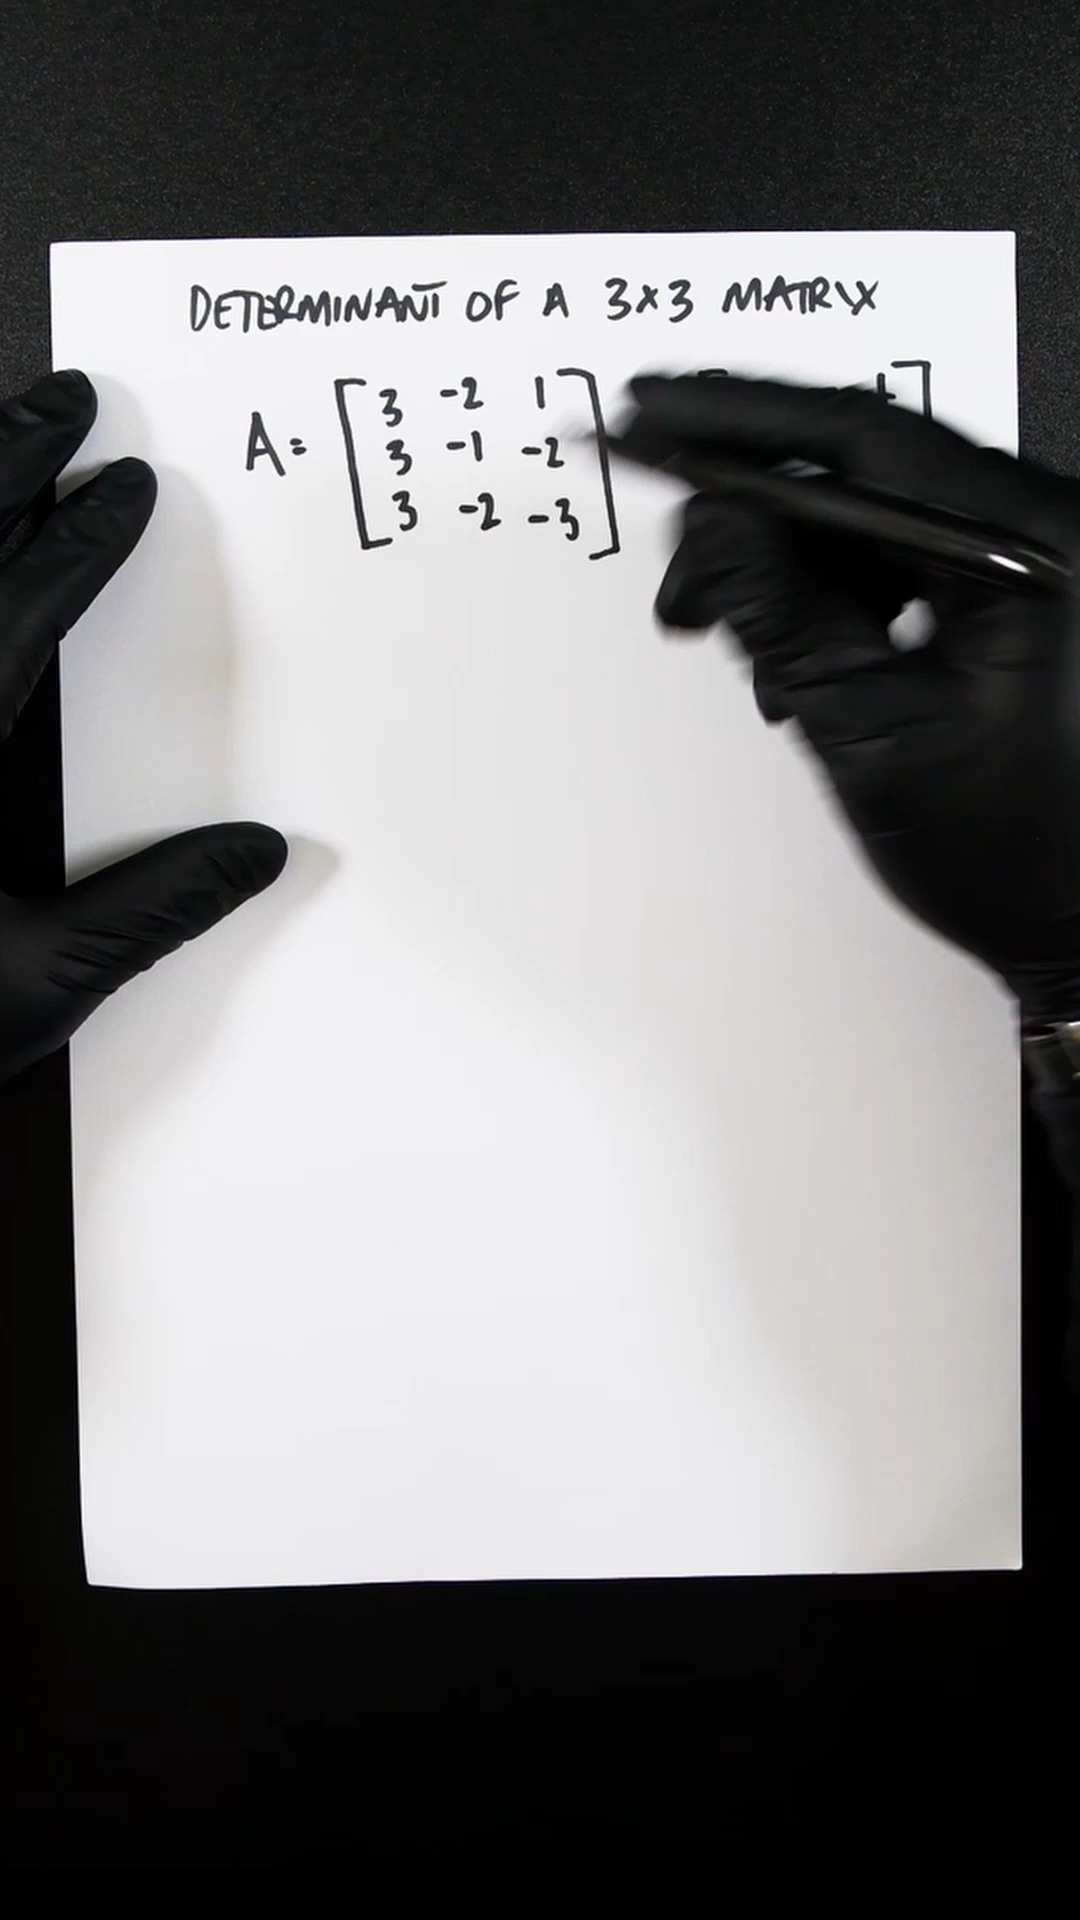 DETERMINANT OF A 3x3 MATRIX
A= [ 3 -2 1 ]
3 -1 -2
3 -2 -3